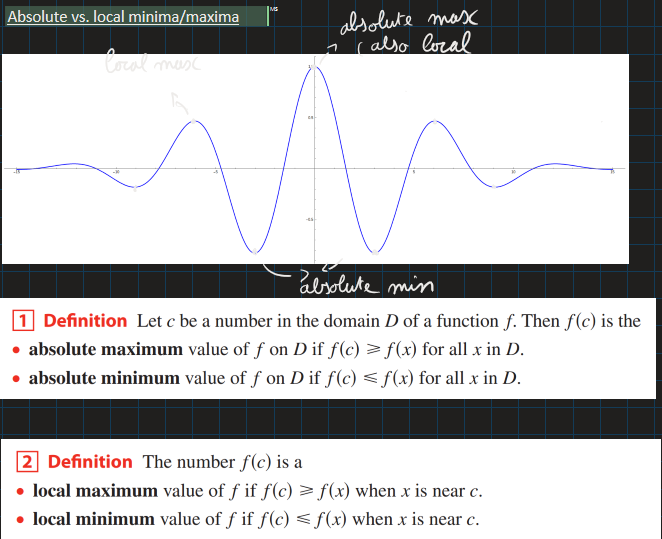 Absolute vs. local minima/maxima
MS
absolute max
(also local
local max
1
0.5
-15
-10
-5
5
10
15
-0.5
absolute min
1 Definition Let c be a number in the domain D of a function f. Then f(c) is the
• absolute maximum value of f on D if f(c) ⩾ f(x) for all x in D.
• absolute minimum value of f on D if f(c) ⩽ f(x) for all x in D.
2 Definition The number f(c) is a
• local maximum value of f if f(c) ⩾ f(x) when x is near c.
• local minimum value of f if f(c) ⩽ f(x) when x is near c.